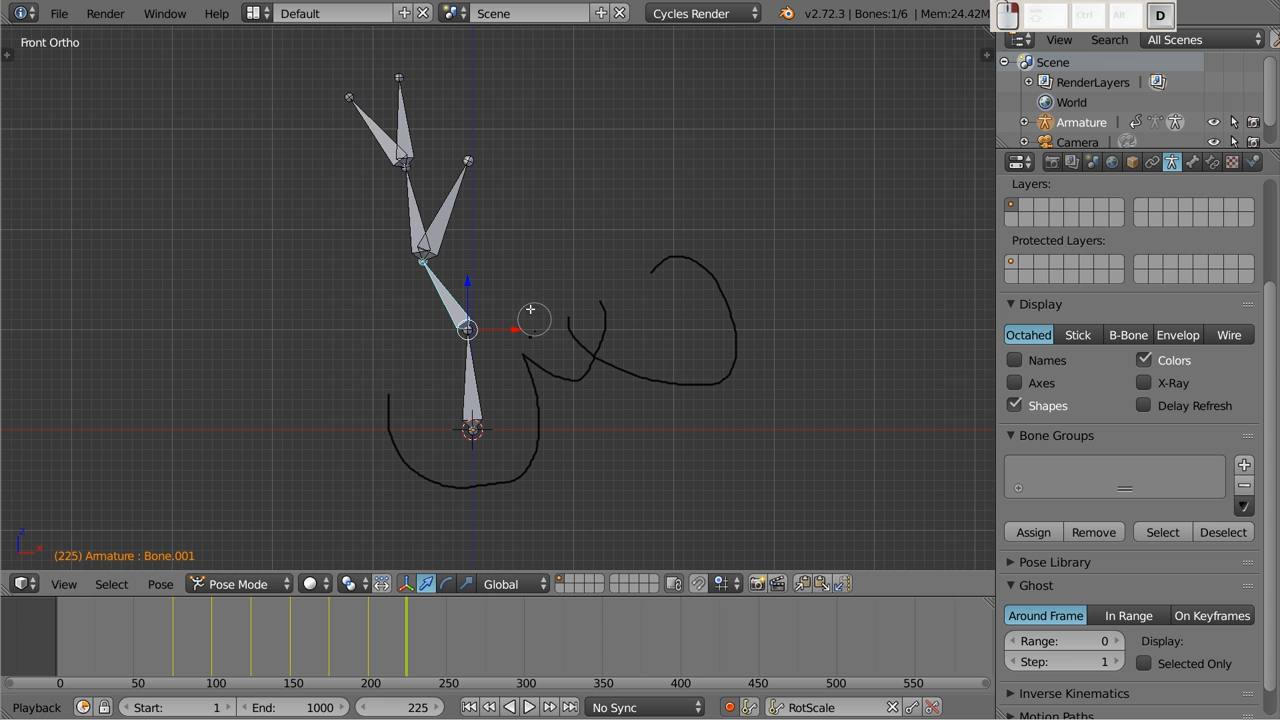 File Render Window Help Default Scene Cycles Render v2.72.3 | Bones:1/6 | Mem:24.42M
Ctrl Alt D
View Search All Scenes
Front Ortho
Scene
RenderLayers
World
Armature
Camera
Layers:
Protected Layers:
Display
Octahed Stick B-Bone Envelop Wire
Names Colors
Axes X-Ray
Shapes Delay Refresh
Bone Groups
Assign Remove Select Deselect
Pose Library
Ghost
Around Frame In Range On Keyframes
Range: 0 Display:
Step: 1 Selected Only
Inverse Kinematics
Motion Paths
z
x
(225) Armature : Bone.001
View Select Pose Pose Mode Global
0 50 100 150 200 250 300 350 400 450 500 550
Playback Start: 1 End: 1000 225 No Sync RotScale